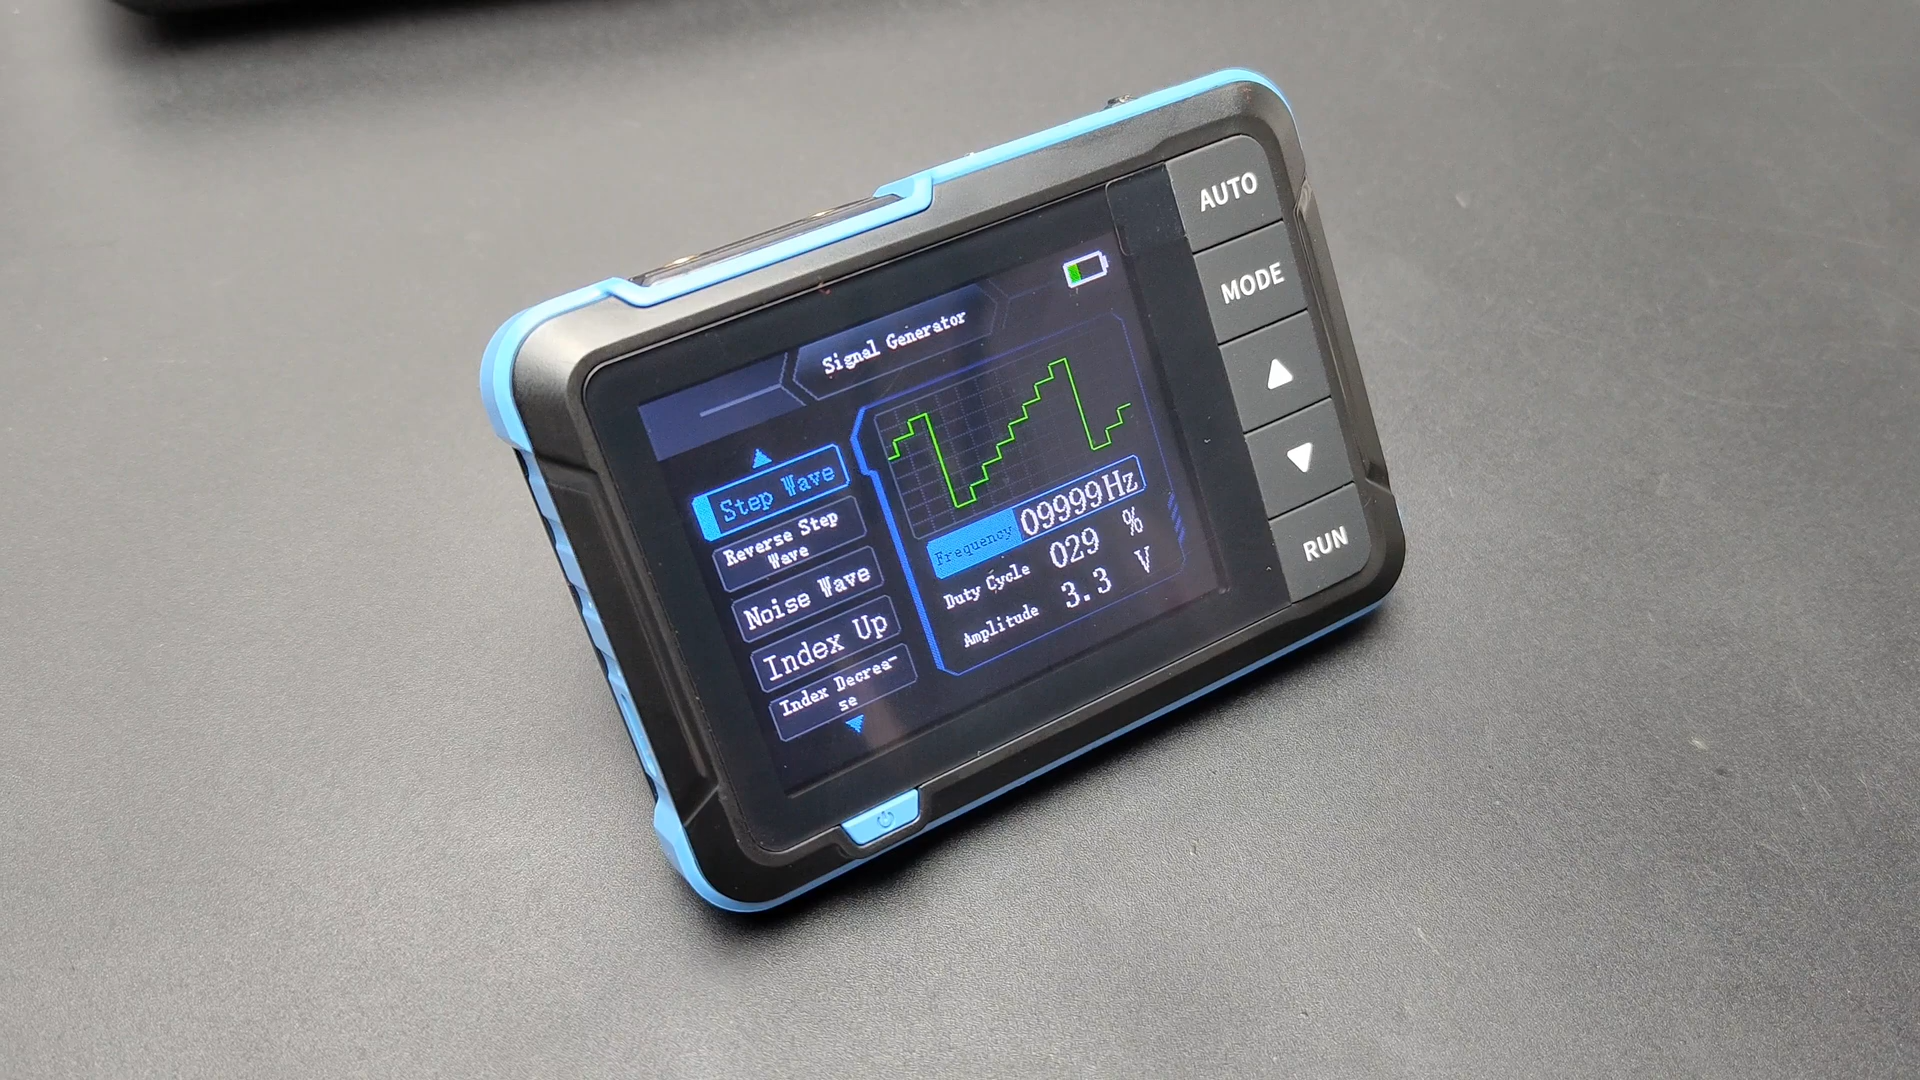 Signal Generator
Step Wave
Reverse Step
Wave
Noise Wave
Index Up
Index Decrea-
se
Frequency 09999Hz
Duty Cycle 029 %
Amplitude 3.3 V
AUTO
MODE
RUN